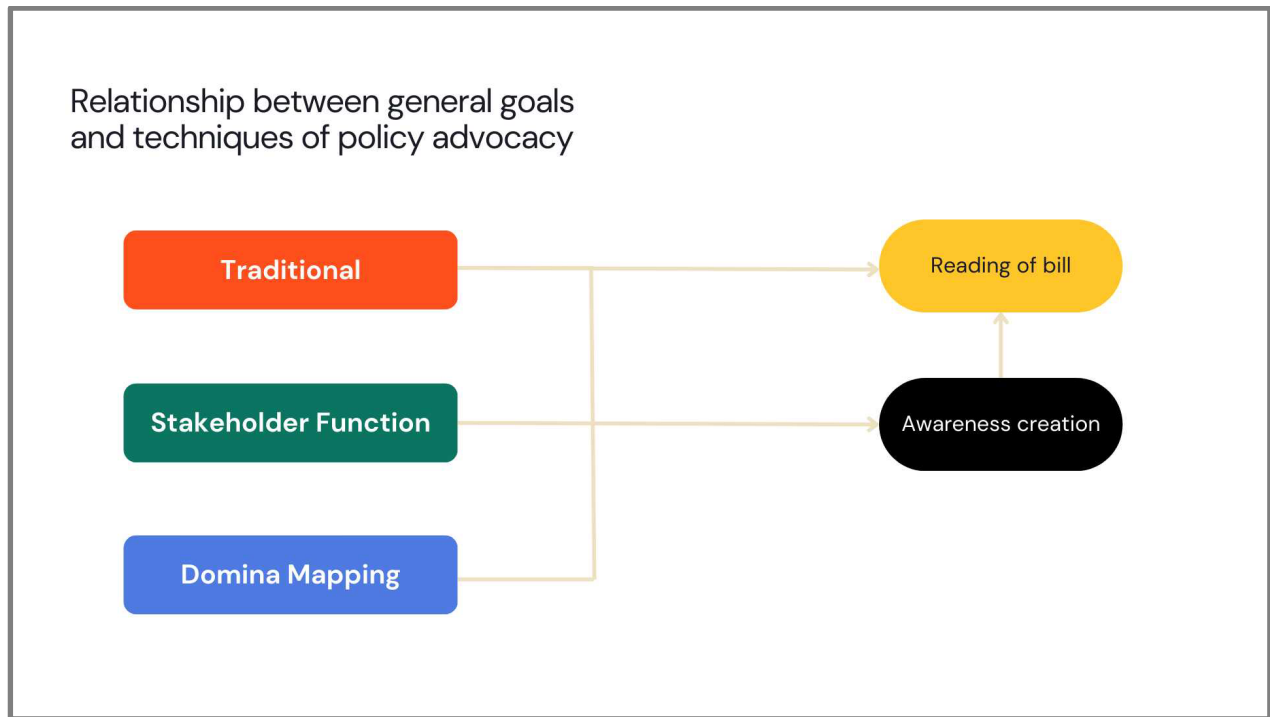 Relationship between general goals
and techniques of policy advocacy
Traditional
Reading of bill
Stakeholder Function
Awareness creation
Domina Mapping